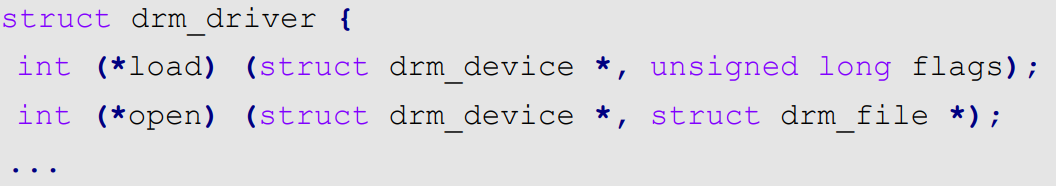 struct drm_driver {
int (*load) (struct drm_device *, unsigned long flags);
int (*open) (struct drm_device *, struct drm_file *);
...